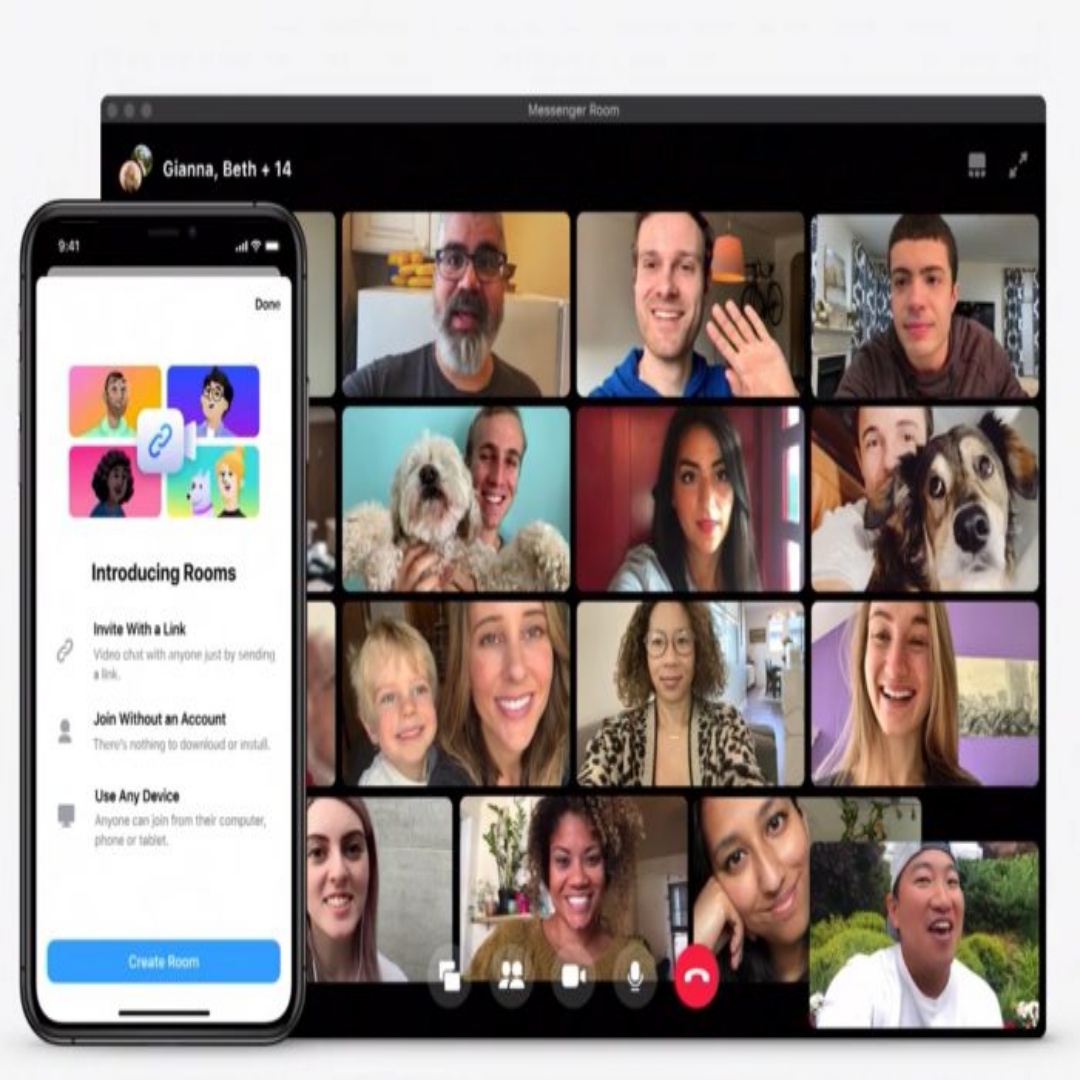 Messenger Room
Gianna, Beth + 14
9:41
Done
Introducing Rooms
Invite With a Link
Video chat with anyone just by sending
a link.
Join Without an Account
There's nothing to download or install.
Use Any Device
Anyone can join from their computer,
phone or tablet.
Create Room